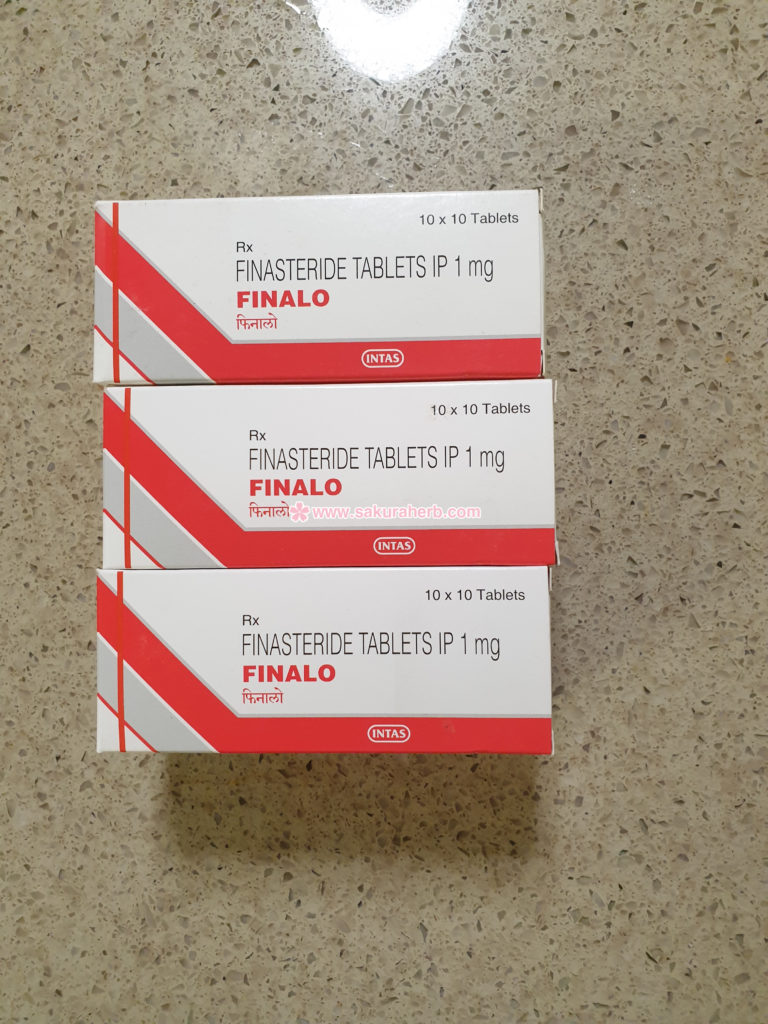 10 x 10 Tablets
Rx
FINASTERIDE TABLETS IP 1 mg
FINALO
फिनालो
INTAS
10 x 10 Tablets
Rx
FINASTERIDE TABLETS IP 1 mg
FINALO
फिनालो www.sakuraherb.com
INTAS
10 x 10 Tablets
Rx
FINASTERIDE TABLETS IP 1 mg
FINALO
फिनालो
INTAS